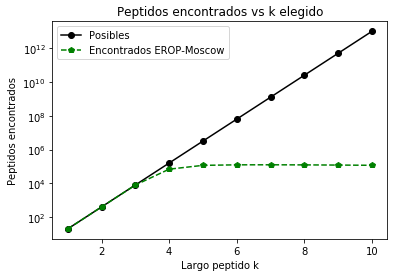 Peptidos encontrados vs k elegido
Posibles
Encontrados EROP-Moscow
Peptidos encontrados
10^12
10^10
10^8
10^6
10^4
10^2
2
4
6
8
10
Largo peptido k